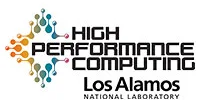 HIGH
PERFORMANCE
COMPUTING
Los Alamos
NATIONAL LABORATORY